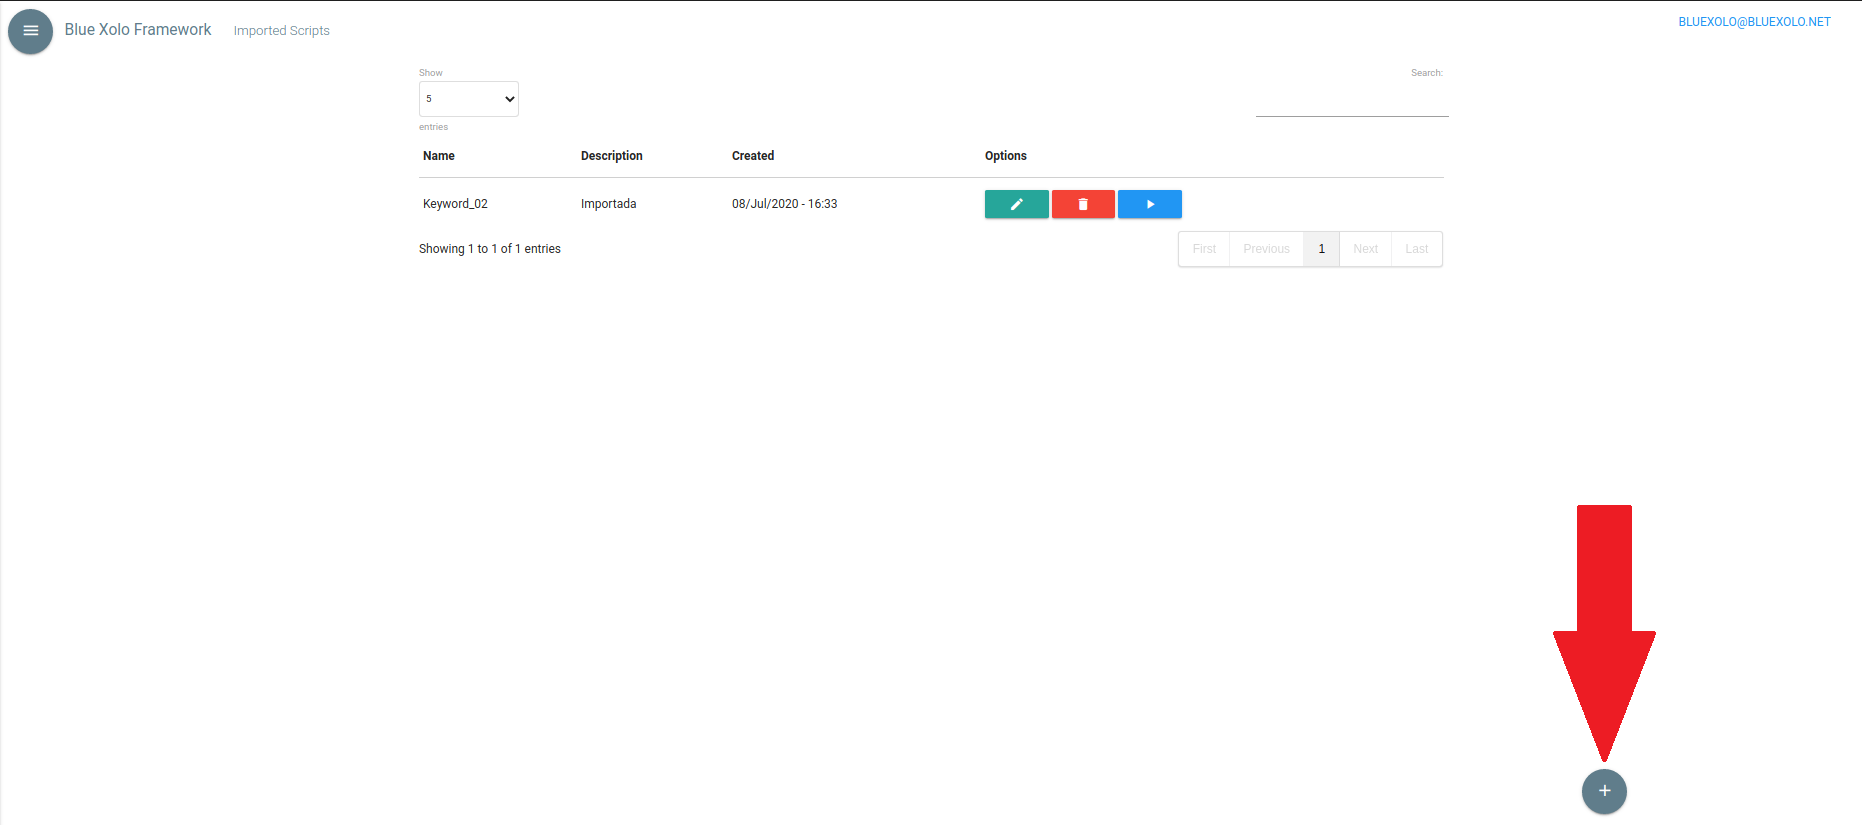 Blue Xolo Framework Imported Scripts BLUEXOLO@BLUEXOLO.NET
Show Search:
5
entries
Name Description Created Options
Keyword_02 Importada 08/Jul/2020 - 16:33
Showing 1 to 1 of 1 entries First Previous 1 Next Last
+